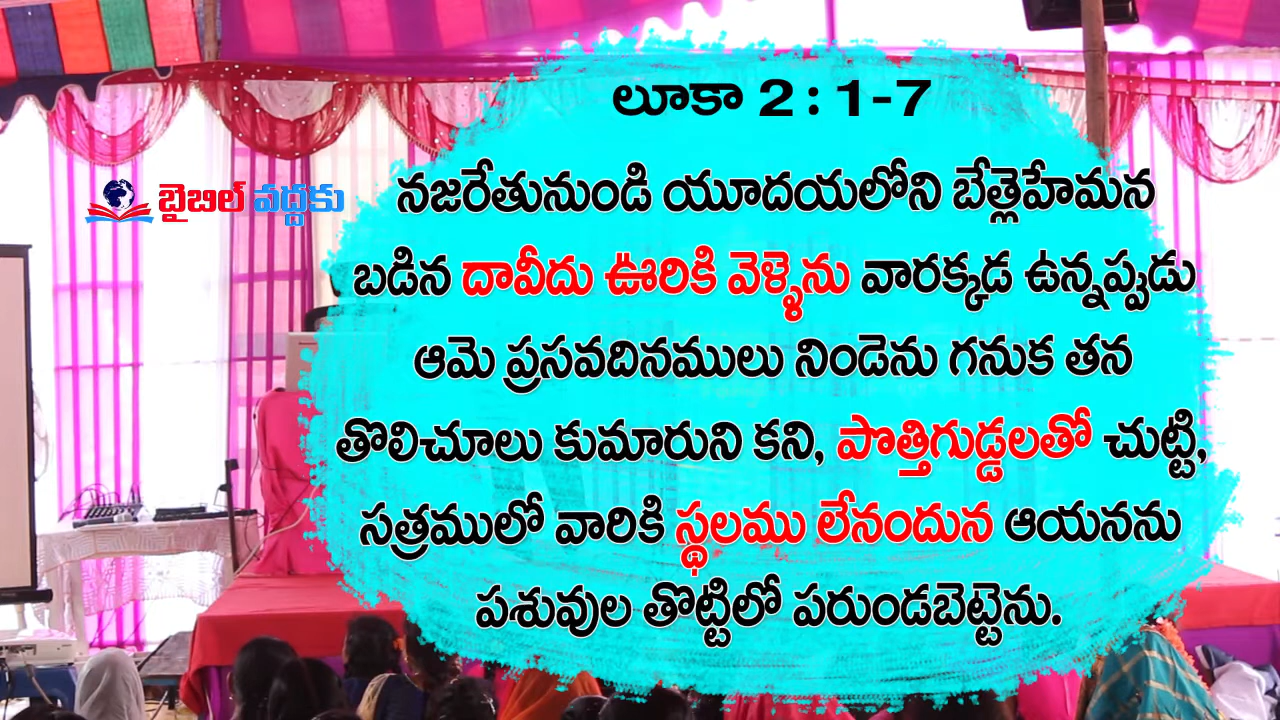 లూకా 2 : 1-7
బైబిల్ వద్దకు
నజరేతునుండి యూదయలోని బేత్లెహేమన
బడిన దావీదు ఊరికి వెళ్ళెను వారక్కడ ఉన్నప్పుడు
ఆమె ప్రసవదినములు నిండెను గనుక తన
తొలిచూలు కుమారుని కని, పొత్తిగుడ్డలతో చుట్టి,
సత్రములో వారికి స్థలము లేనందున ఆయనను
పశువుల తొట్టిలో పరుండబెట్టెను.